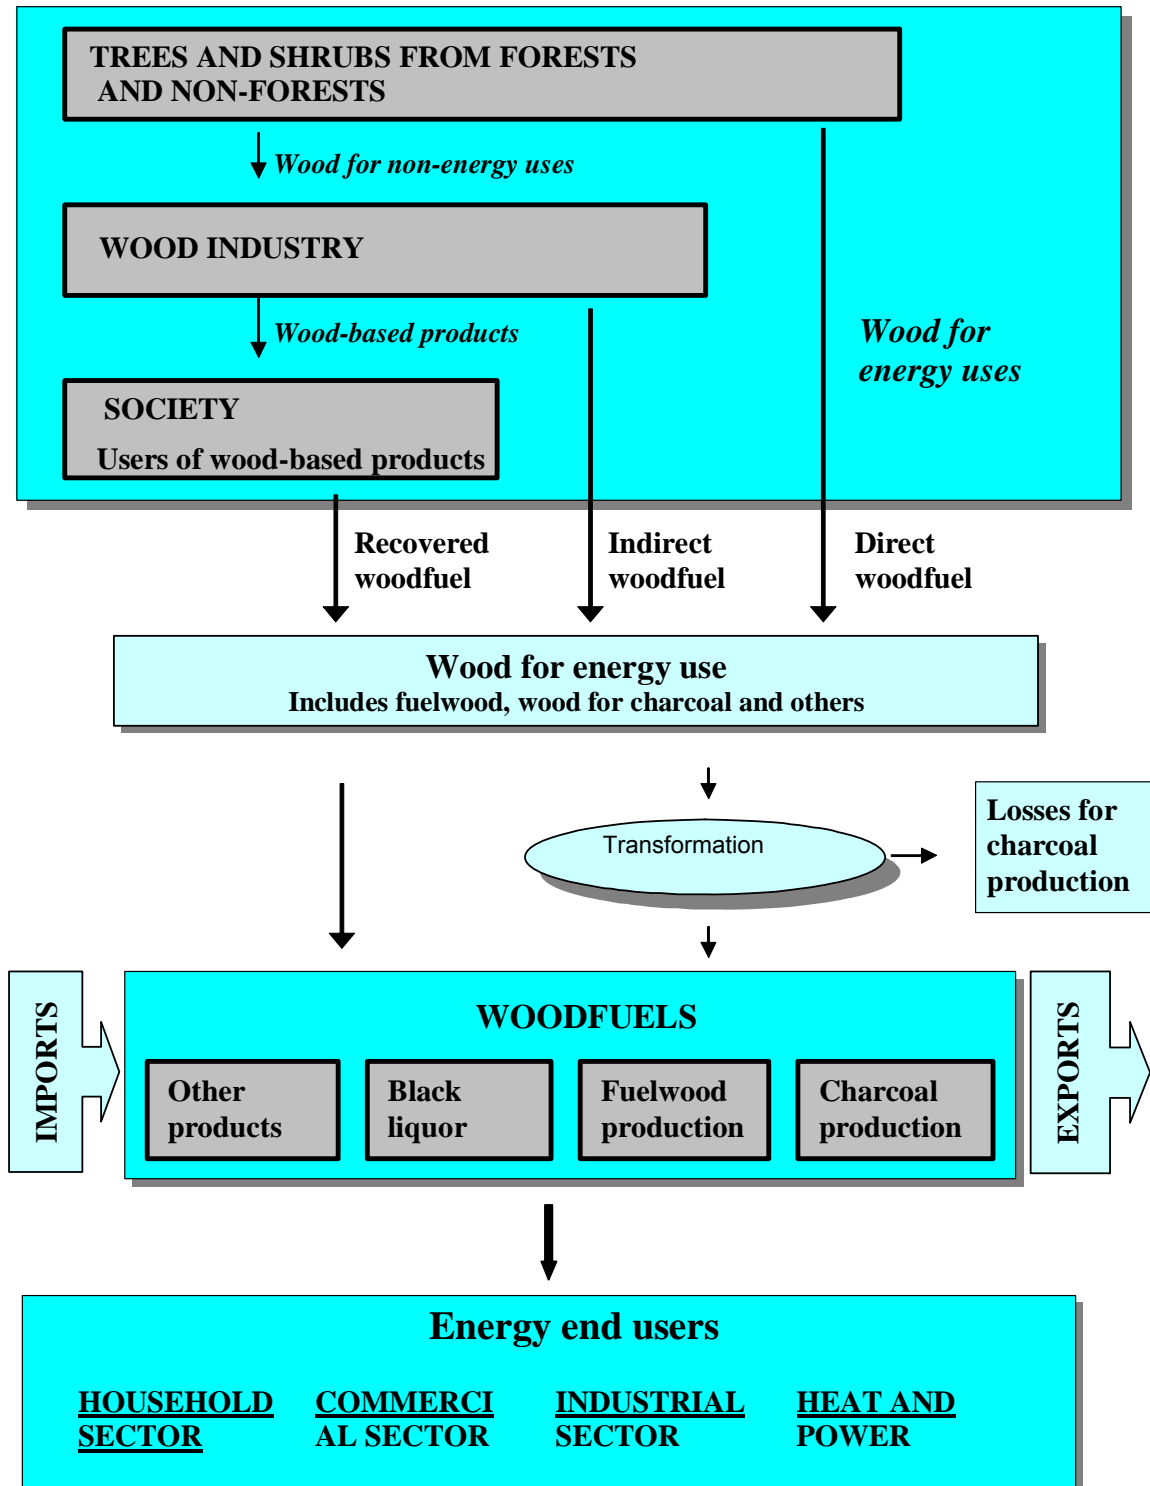 TREES AND SHRUBS FROM FORESTS
AND NON-FORESTS
Wood for non-energy uses
WOOD INDUSTRY
Wood-based products
Wood for
energy uses
SOCIETY
Users of wood-based products
Recovered
woodfuel
Indirect
woodfuel
Direct
woodfuel
Wood for energy use
Includes fuelwood, wood for charcoal and others
Transformation
Losses for
charcoal
production
IMPORTS
WOODFUELS
Other
products
Black
liquor
Fuelwood
production
Charcoal
production
EXPORTS
Energy end users
HOUSEHOLD
SECTOR
COMMERCI
AL SECTOR
INDUSTRIAL
SECTOR
HEAT AND
POWER